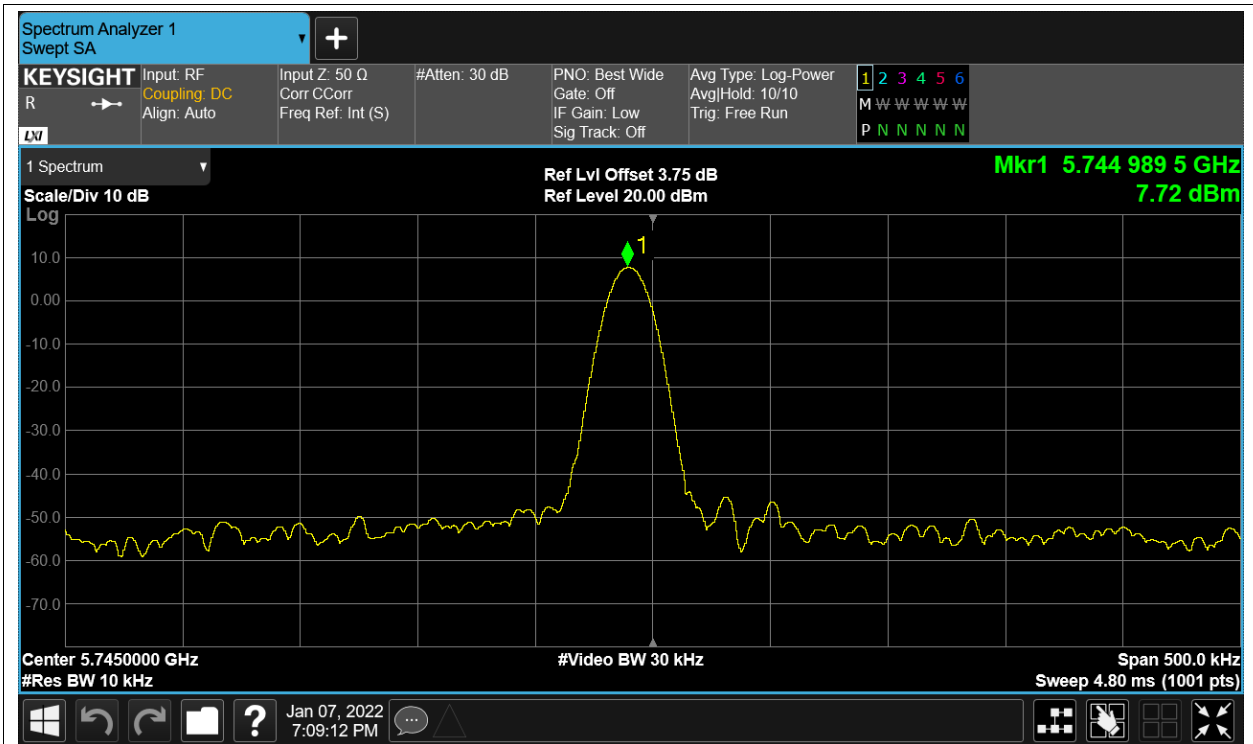 Spectrum Analyzer 1
Swept SA
KEYSIGHT
R
LXI
Input: RF
Coupling: DC
Align: Auto
Input Z: 50 Ω
Corr CCorr
Freq Ref: Int (S)
#Atten: 30 dB
PNO: Best Wide
Gate: Off
IF Gain: Low
Sig Track: Off
Avg Type: Log-Power
Avg|Hold: 10/10
Trig: Free Run
1 2 3 4 5 6
M W W W W W
P N N N N N
1 Spectrum
Scale/Div 10 dB
Log
Ref Lvl Offset 3.75 dB
Ref Level 20.00 dBm
Mkr1 5.744 989 5 GHz
7.72 dBm
1
10.0
0.00
-10.0
-20.0
-30.0
-40.0
-50.0
-60.0
-70.0
Center 5.7450000 GHz
#Res BW 10 kHz
#Video BW 30 kHz
Span 500.0 kHz
Sweep 4.80 ms (1001 pts)
?
Jan 07, 2022
7:09:12 PM